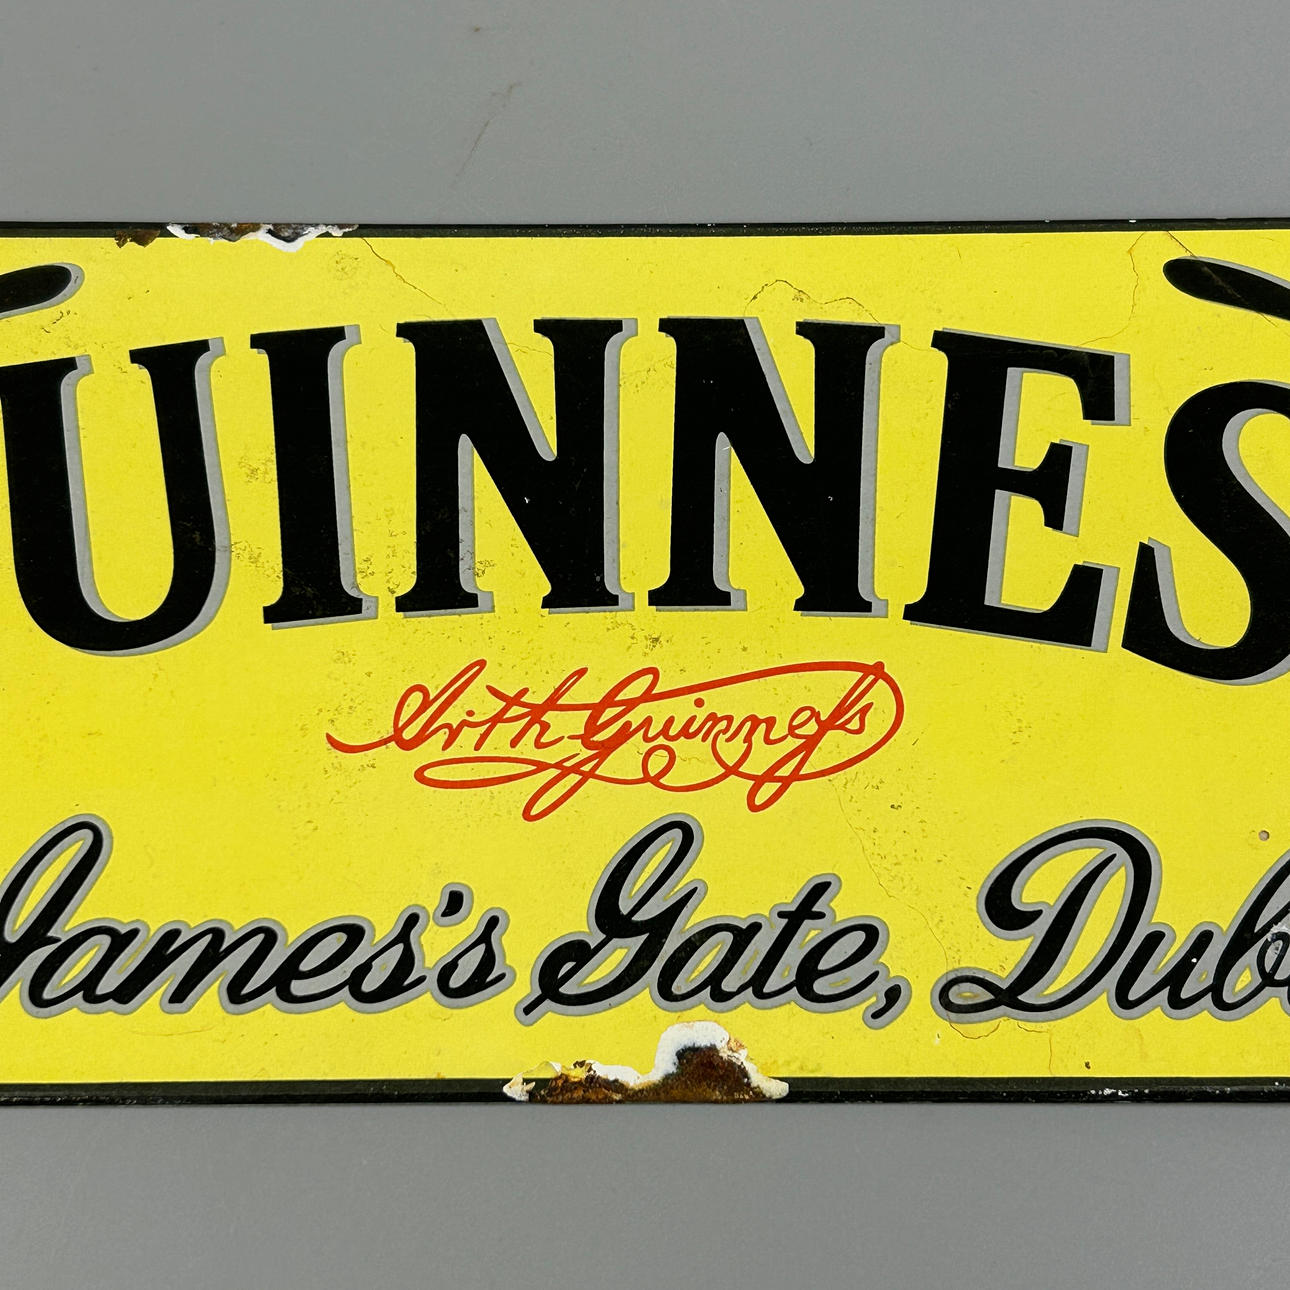 UINNES
Arth Guinness
James's Gate, Dub